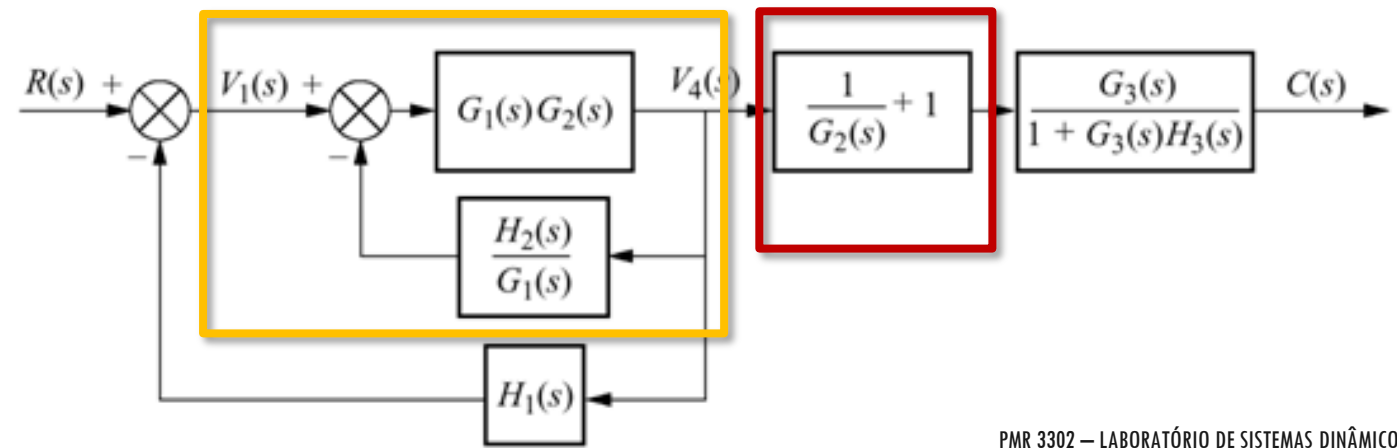 R(s) + V₁(s) + G₁(s)G₂(s) V₄(s) 1/G₂(s) + 1 G₃(s)/1 + G₃(s)H₃(s) C(s)
− −
H₂(s)/G₁(s)
H₁(s)
PMR 3302 – LABORATÓRIO DE SISTEMAS DINÂMICO